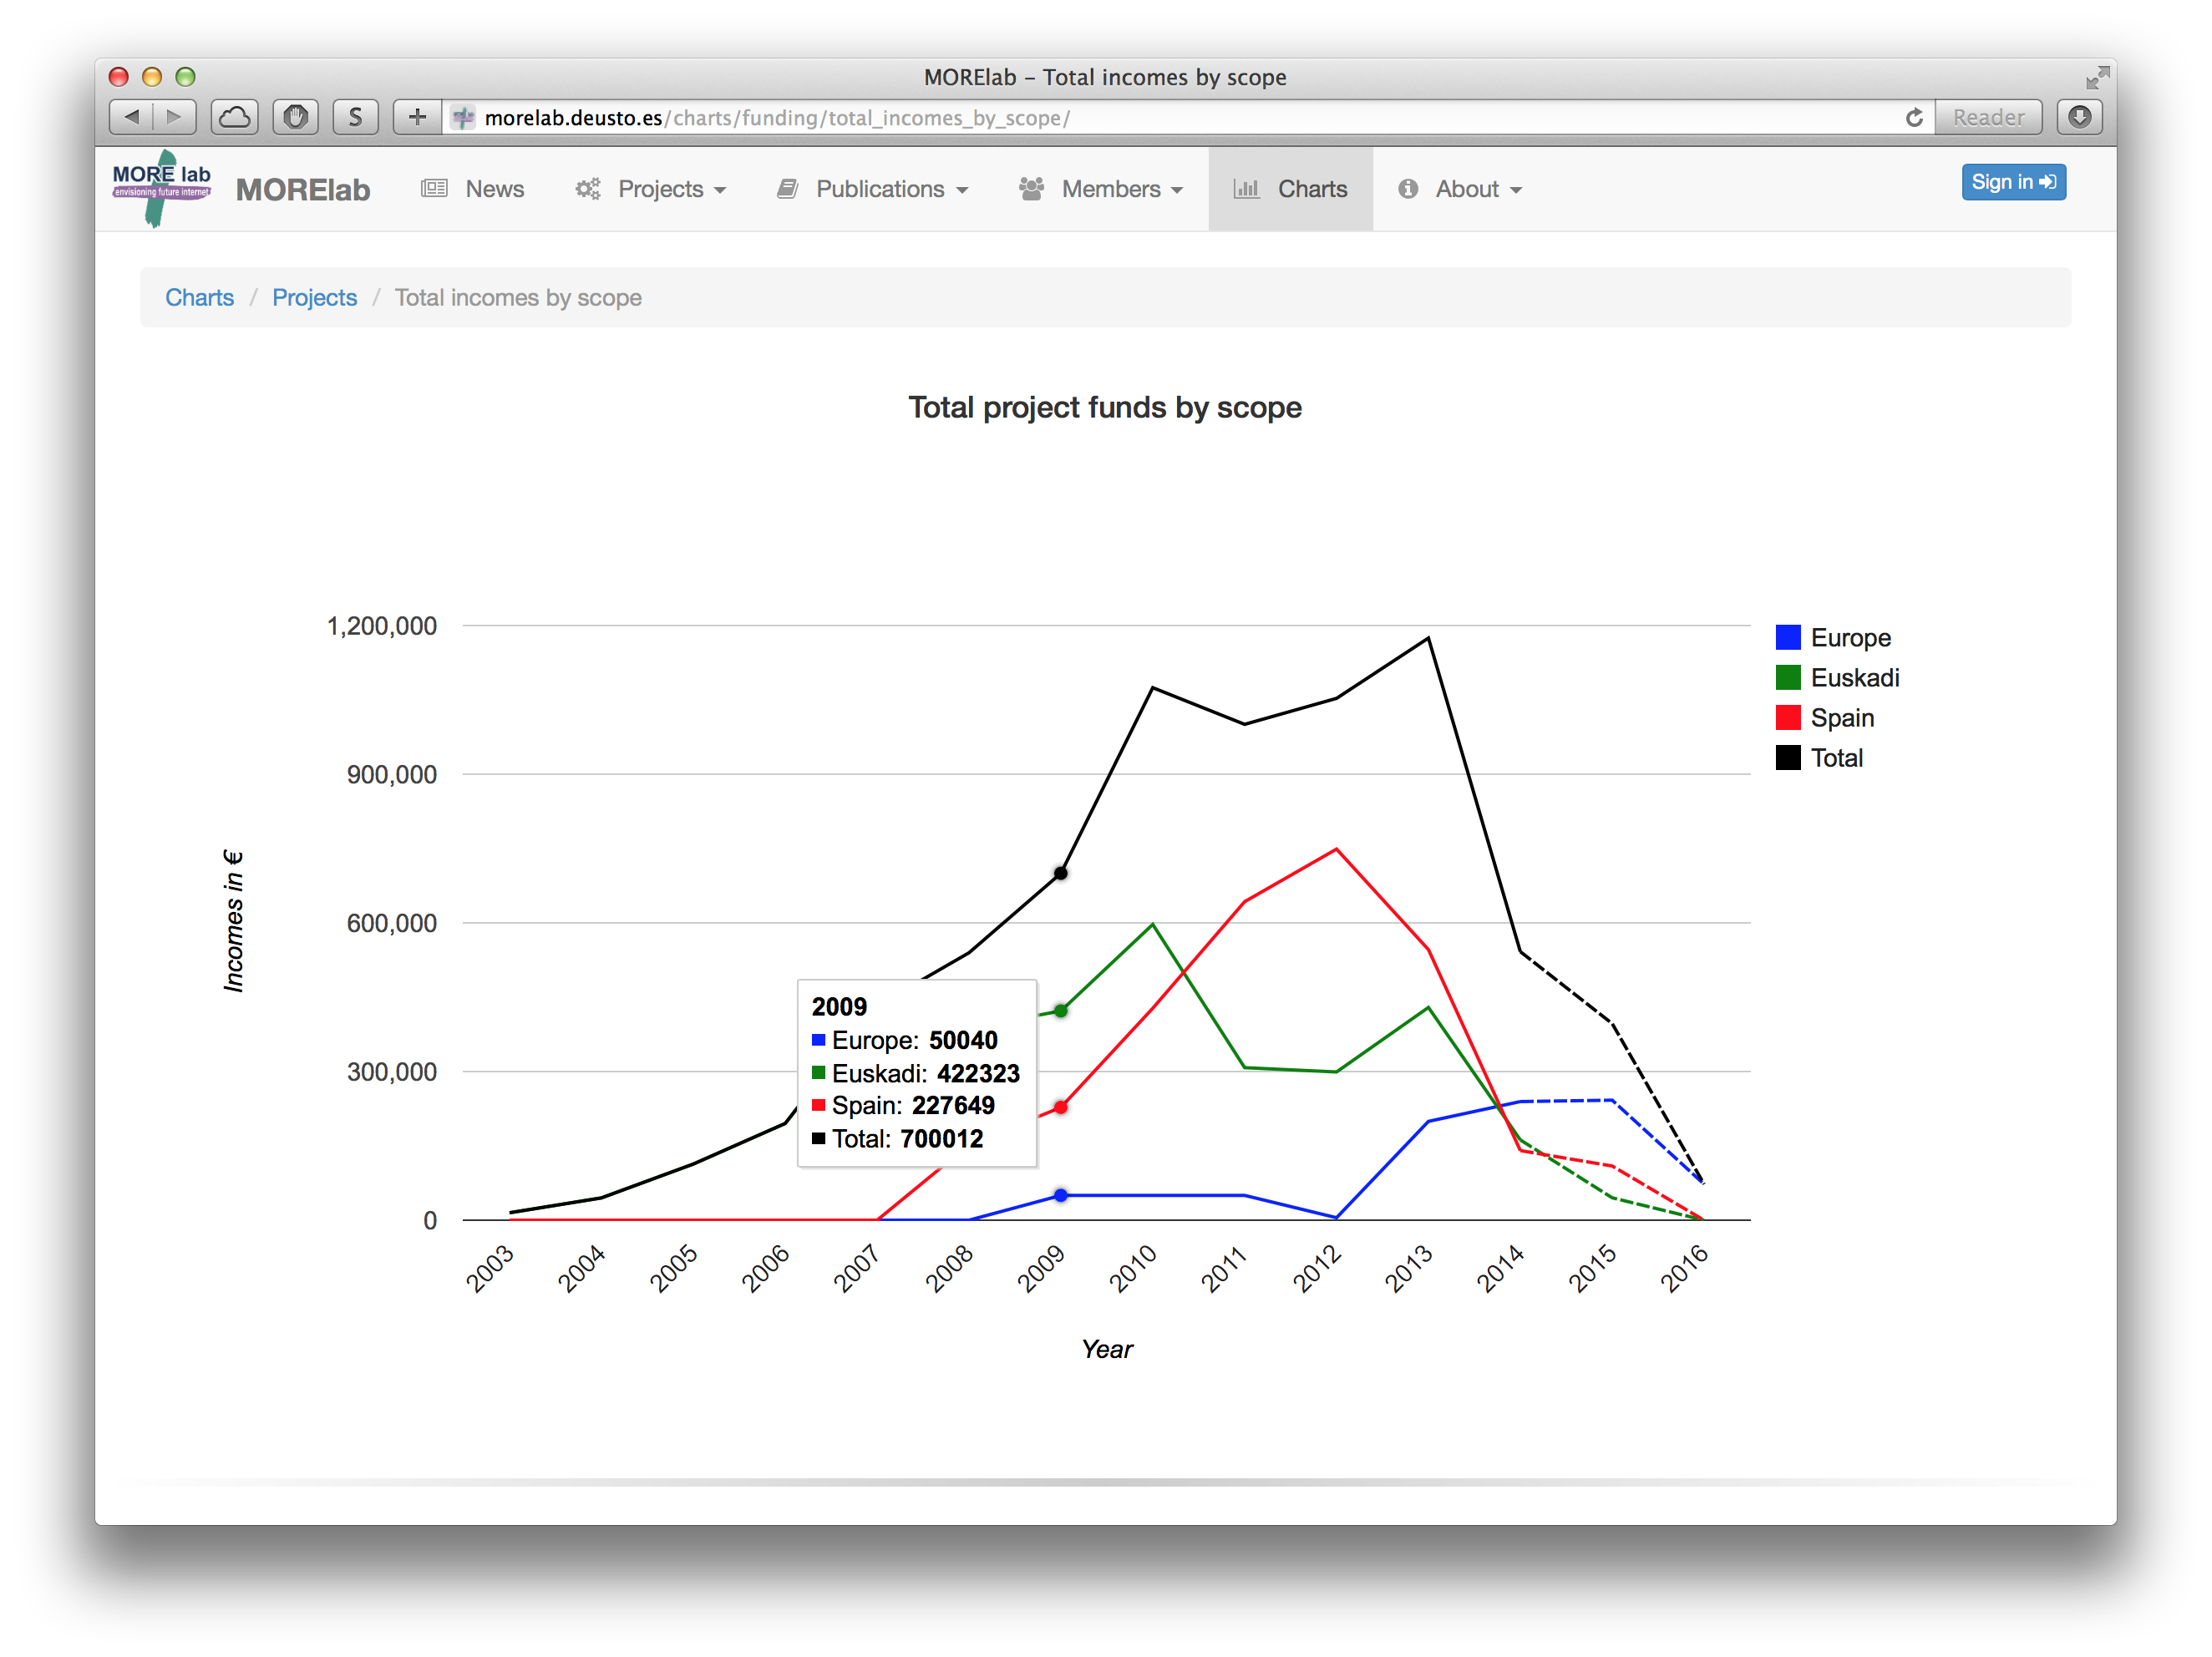 MORElab – Total incomes by scope
S
+
morelab.deusto.es/charts/funding/total_incomes_by_scope/
Reader
MORE lab
envisioning future internet
MORElab
News
Projects
Publications
Members
Charts
About
Sign in
Charts / Projects / Total incomes by scope
Total project funds by scope
1,200,000
900,000
600,000
300,000
0
Incomes in €
Europe
Euskadi
Spain
Total
2009
Europe: 50040
Euskadi: 422323
Spain: 227649
Total: 700012
2003
2004
2005
2006
2007
2008
2009
2010
2011
2012
2013
2014
2015
2016
Year